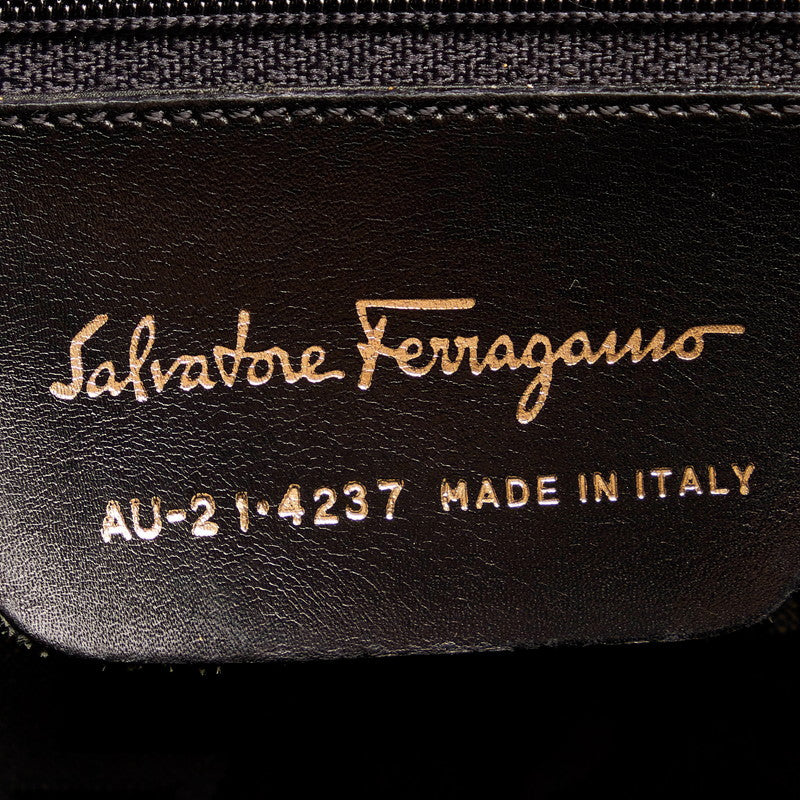 Salvatore Ferragamo
AU-21·4237 MADE IN ITALY